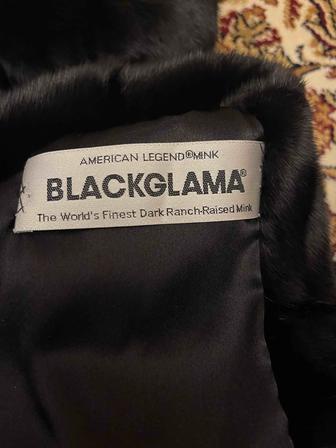 AMERICAN LEGEND®MINK
BLACKGLAMA®
The World's Finest Dark Ranch-Raised Mink